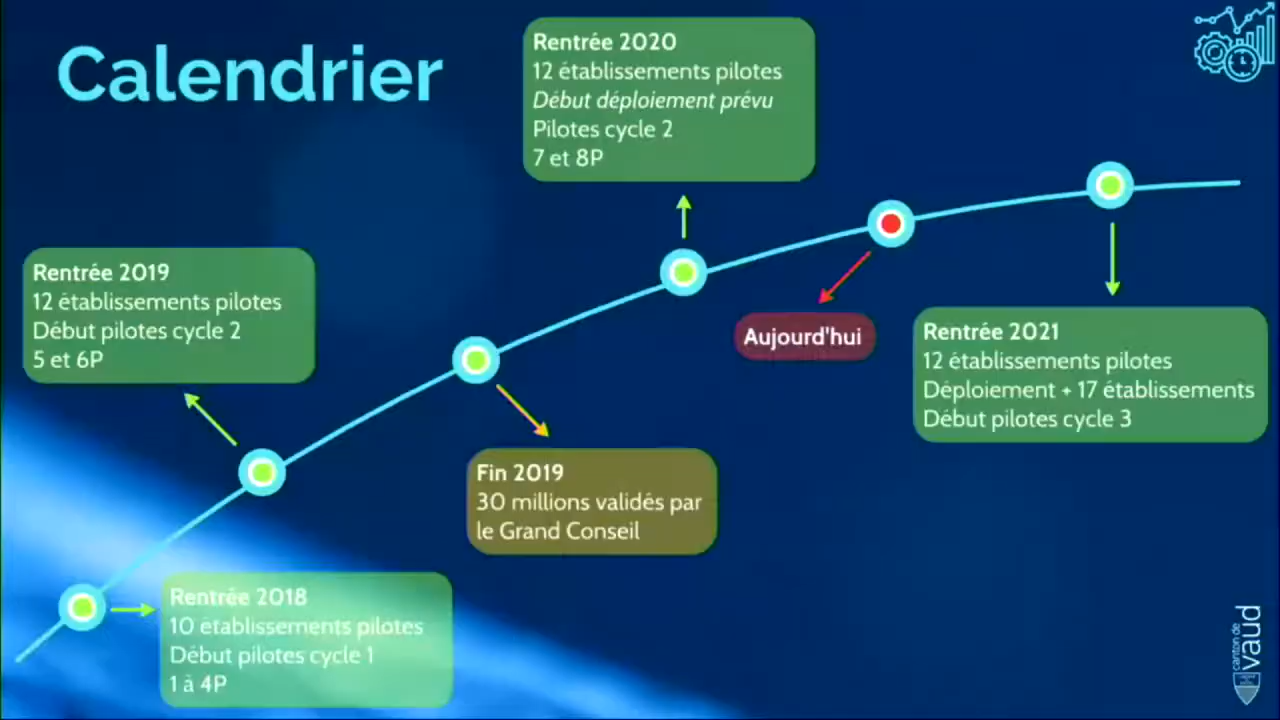 Calendrier
Rentrée 2020
12 établissements pilotes
Début déploiement prévu
Pilotes cycle 2
7 et 8P
Rentrée 2019
12 établissements pilotes
Début pilotes cycle 2
5 et 6P
Aujourd'hui
Rentrée 2021
12 établissements pilotes
Déploiement + 17 établissements
Début pilotes cycle 3
Fin 2019
30 millions validés par
le Grand Conseil
Rentrée 2018
10 établissements pilotes
Début pilotes cycle 1
1 à 4P
canton de
vaud